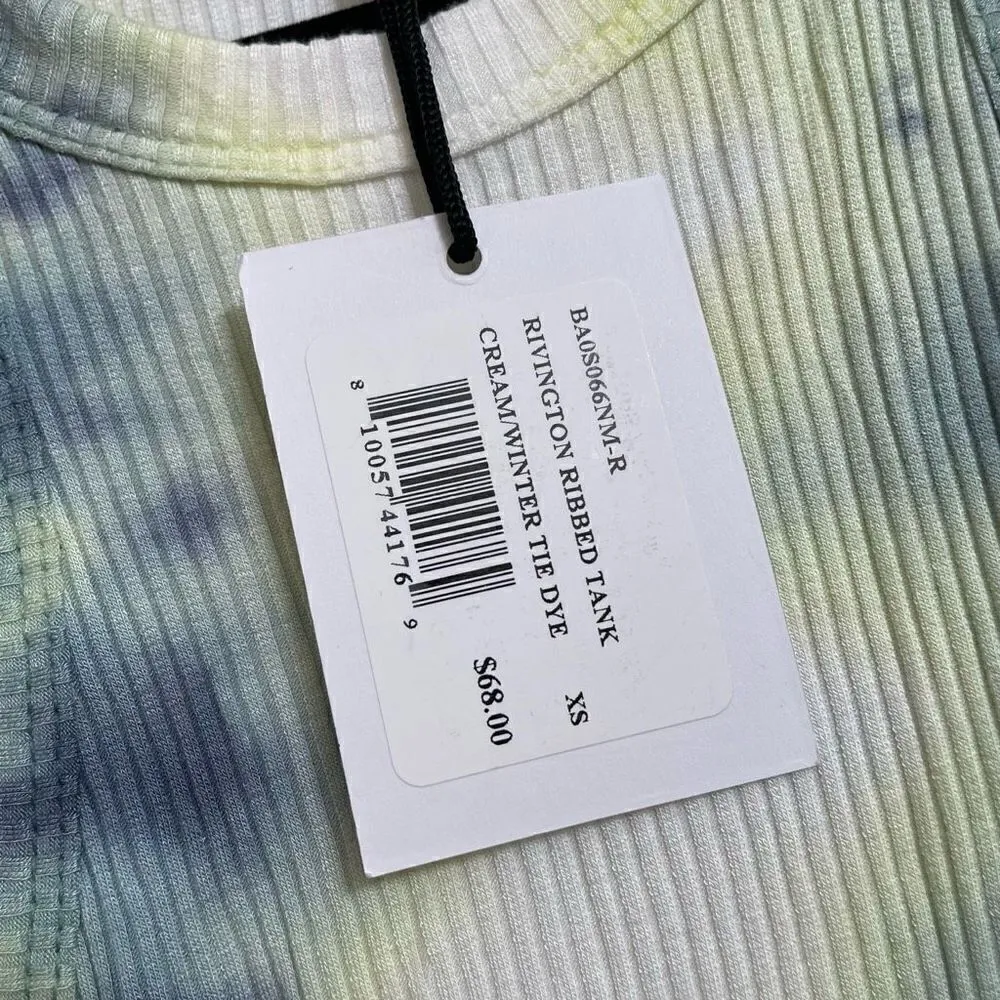 BA0S066NM-R
RIVINGTON RIBBED TANK
CREAM/WINTER TIE DYE XS
$68.00
8 10057 44176 9